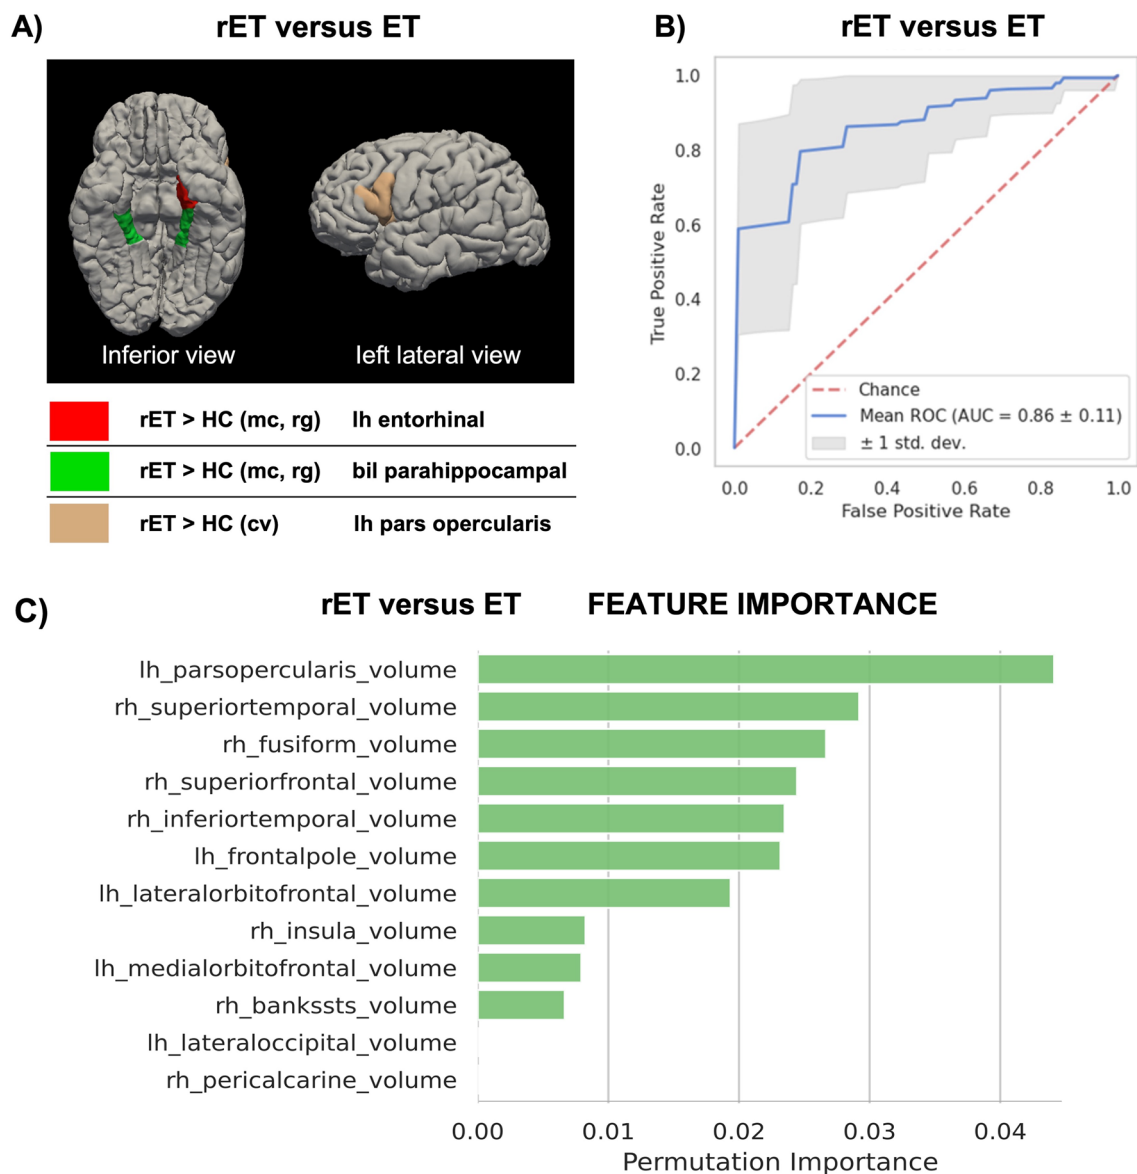 A)
rET versus ET
Inferior view
left lateral view
rET > HC (mc, rg) lh entorhinal
rET > HC (mc, rg) bil parahippocampal
rET > HC (cv) lh pars opercularis
B)
rET versus ET
True Positive Rate
1.0
0.8
0.6
0.4
0.2
0.0
Chance
Mean ROC (AUC = 0.86 ± 0.11)
± 1 std. dev.
0.0 0.2 0.4 0.6 0.8 1.0
False Positive Rate
C)
rET versus ET FEATURE IMPORTANCE
lh_parsopercularis_volume
rh_superiortemporal_volume
rh_fusiform_volume
rh_superiorfrontal_volume
rh_inferiortemporal_volume
lh_frontalpole_volume
lh_lateralorbitofrontal_volume
rh_insula_volume
lh_medialorbitofrontal_volume
rh_bankssts_volume
lh_lateraloccipital_volume
rh_pericalcarine_volume
0.00 0.01 0.02 0.03 0.04
Permutation Importance